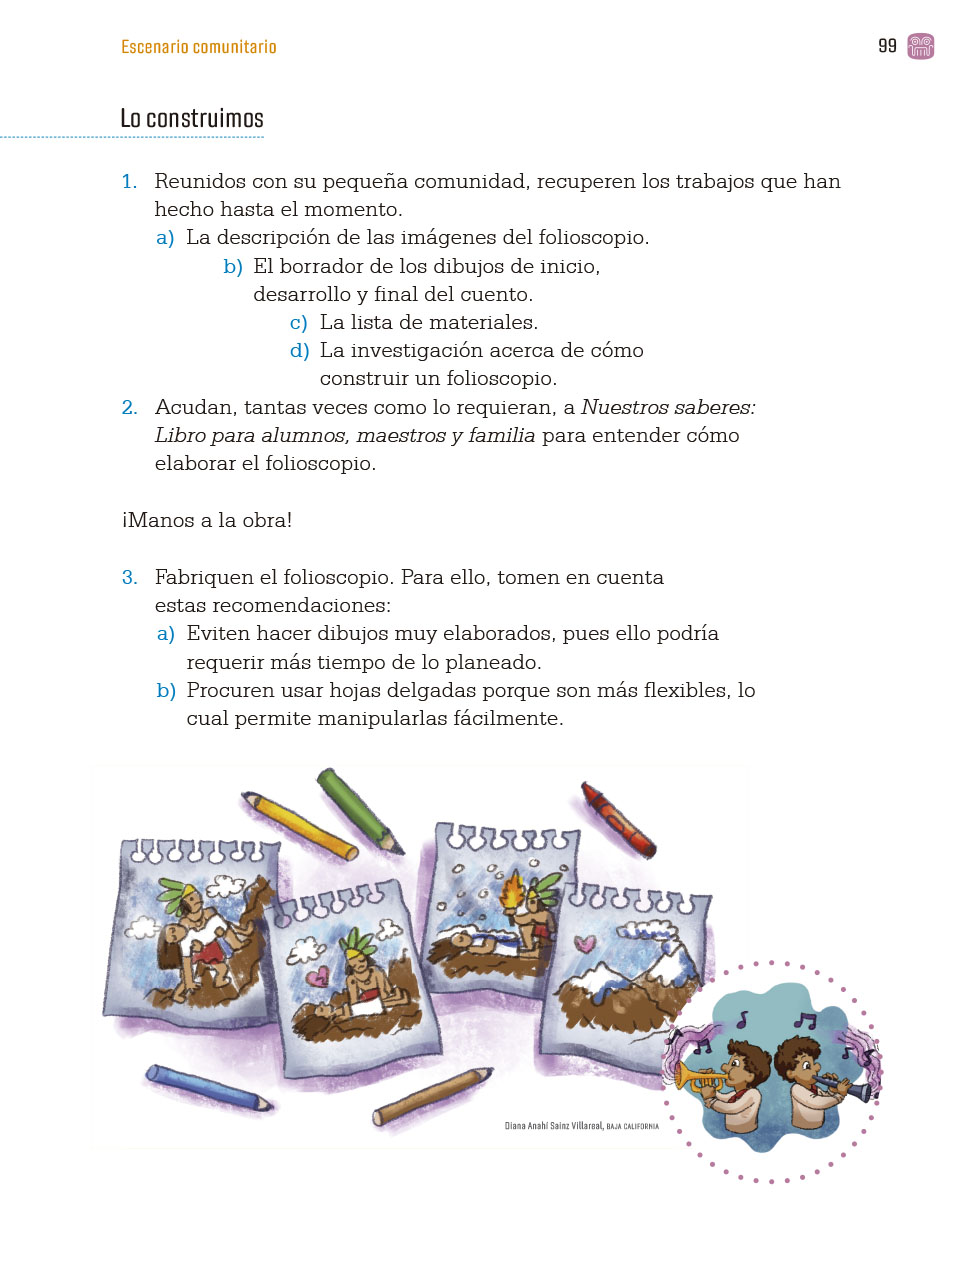 Escenario comunitario
99
Lo construimos
1. Reunidos con su pequeña comunidad, recuperen los trabajos que han
hecho hasta el momento.
a) La descripción de las imágenes del folioscopio.
b) El borrador de los dibujos de inicio,
desarrollo y final del cuento.
c) La lista de materiales.
d) La investigación acerca de cómo
construir un folioscopio.
2. Acudan, tantas veces como lo requieran, a Nuestros saberes:
Libro para alumnos, maestros y familia para entender cómo
elaborar el folioscopio.
¡Manos a la obra!
3. Fabriquen el folioscopio. Para ello, tomen en cuenta
estas recomendaciones:
a) Eviten hacer dibujos muy elaborados, pues ello podría
requerir más tiempo de lo planeado.
b) Procuren usar hojas delgadas porque son más flexibles, lo
cual permite manipularlas fácilmente.
Diana Anahí Sainz Villareal, BAJA CALIFORNIA